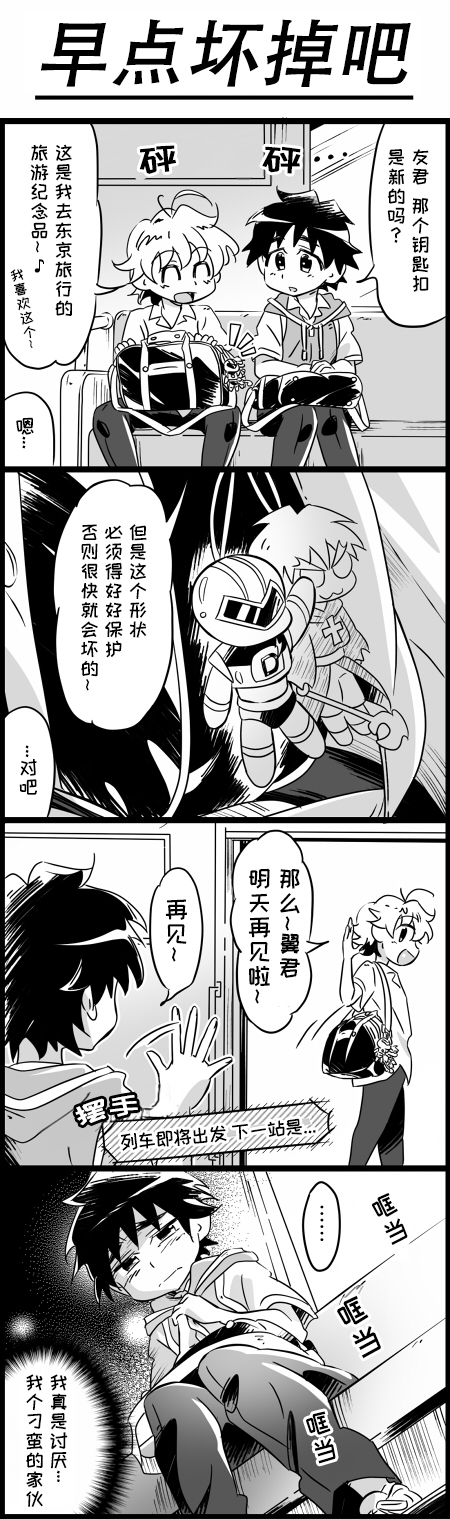 早点坏掉吧
友君 那个钥匙扣
是新的吗?
砰
砰
这是我去东京旅行的
旅游纪念品~♪
我喜欢这个~
嗯…
但是这个形状
必须得好好保护
否则很快就会坏的~
…对吧
那么~翼君
明天再见啦~
再见~
摆手
列车即将出发 下一站是…
……
哐当
哐当
哐当
我真是讨厌…
我个刁蛮的家伙